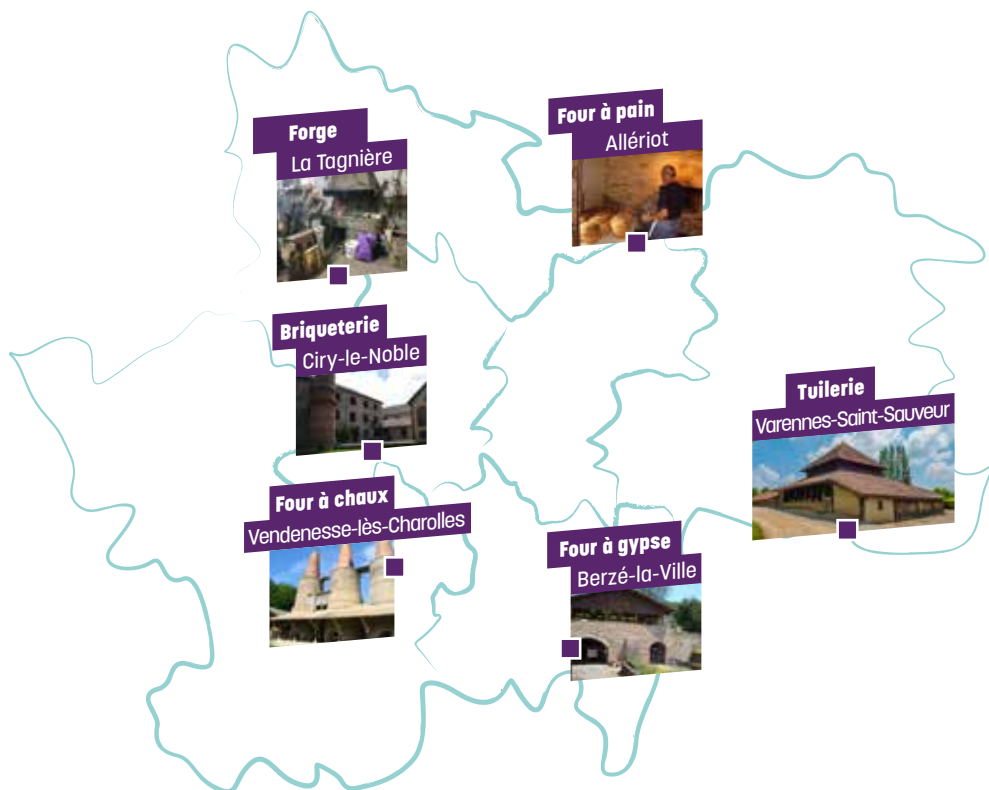 Forge
La Tagnière
Four à pain
Allériot
Briqueterie
Ciry-le-Noble
Tuilerie
Varennes-Saint-Sauveur
Four à chaux
Vendenesse-lès-Charolles
Four à gypse
Berzé-la-Ville